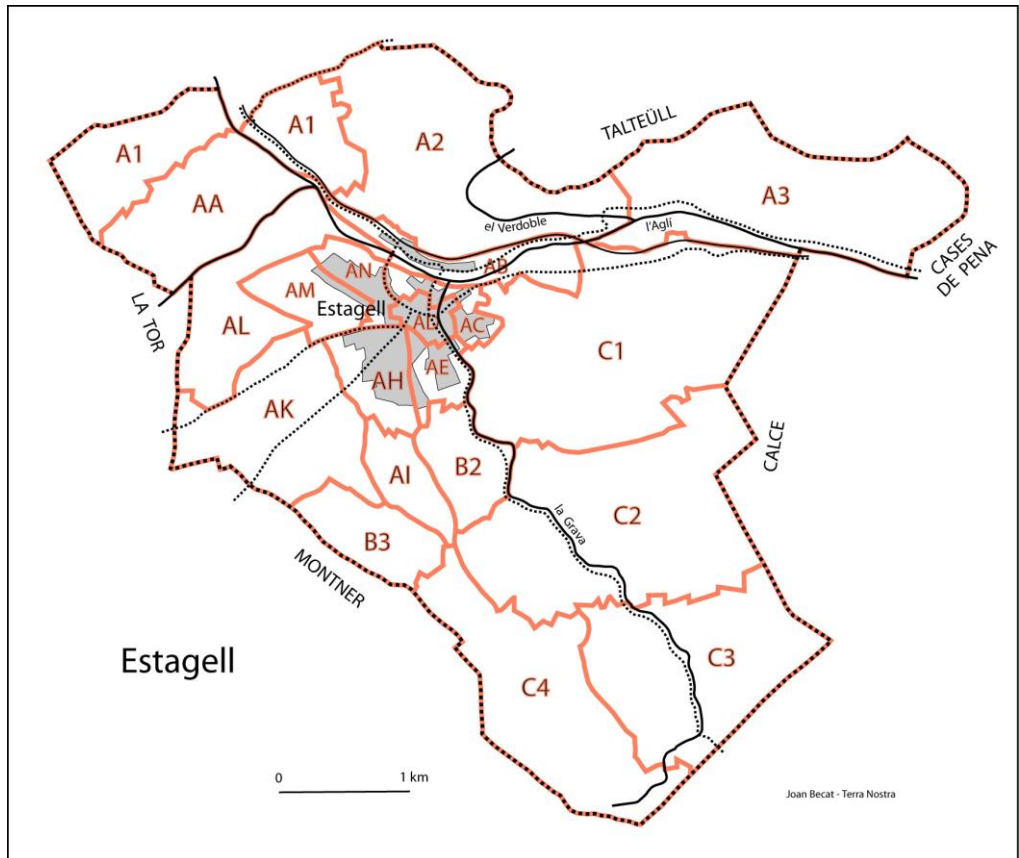 A1
A2
TALTEÜLL
A1
A3
AA
el Verdoble
l'Aglí
CASES
DE PENA
AB
AN
AM
LA TOR
Estagell
AL
AD
AC
C1
AE
AH
AK
CALCE
B2
AI
la Grava
C2
B3
MONTNER
Estagell
C3
C4
0
1 km
Joan Becat - Terra Nostra